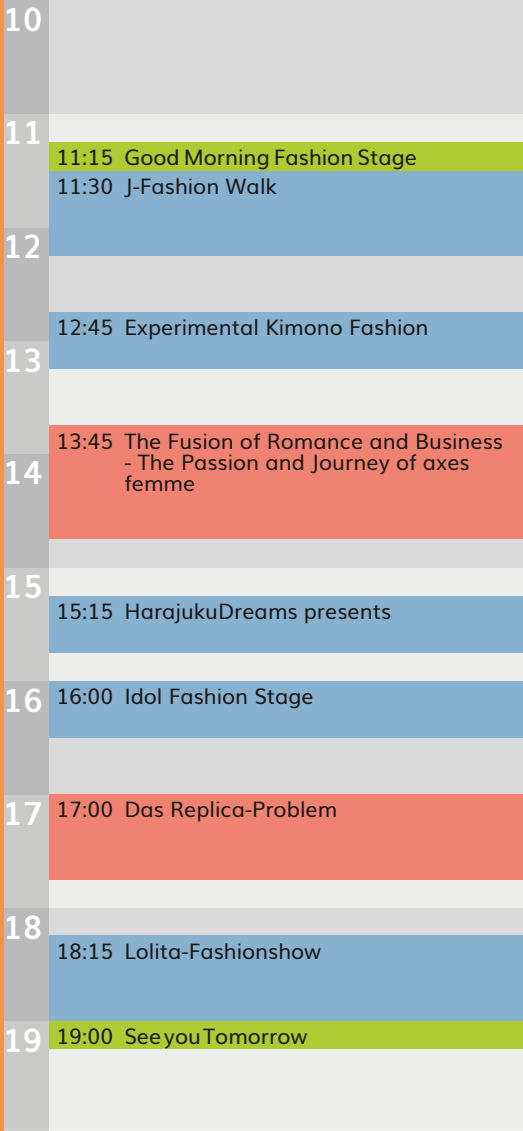 10
11
11:15 Good Morning Fashion Stage
11:30 J-Fashion Walk
12
12:45 Experimental Kimono Fashion
13
13:45 The Fusion of Romance and Business
- The Passion and Journey of axes
femme
14
15
15:15 HarajukuDreams presents
16
16:00 Idol Fashion Stage
17
17:00 Das Replica-Problem
18
18:15 Lolita-Fashionshow
19
19:00 See you Tomorrow